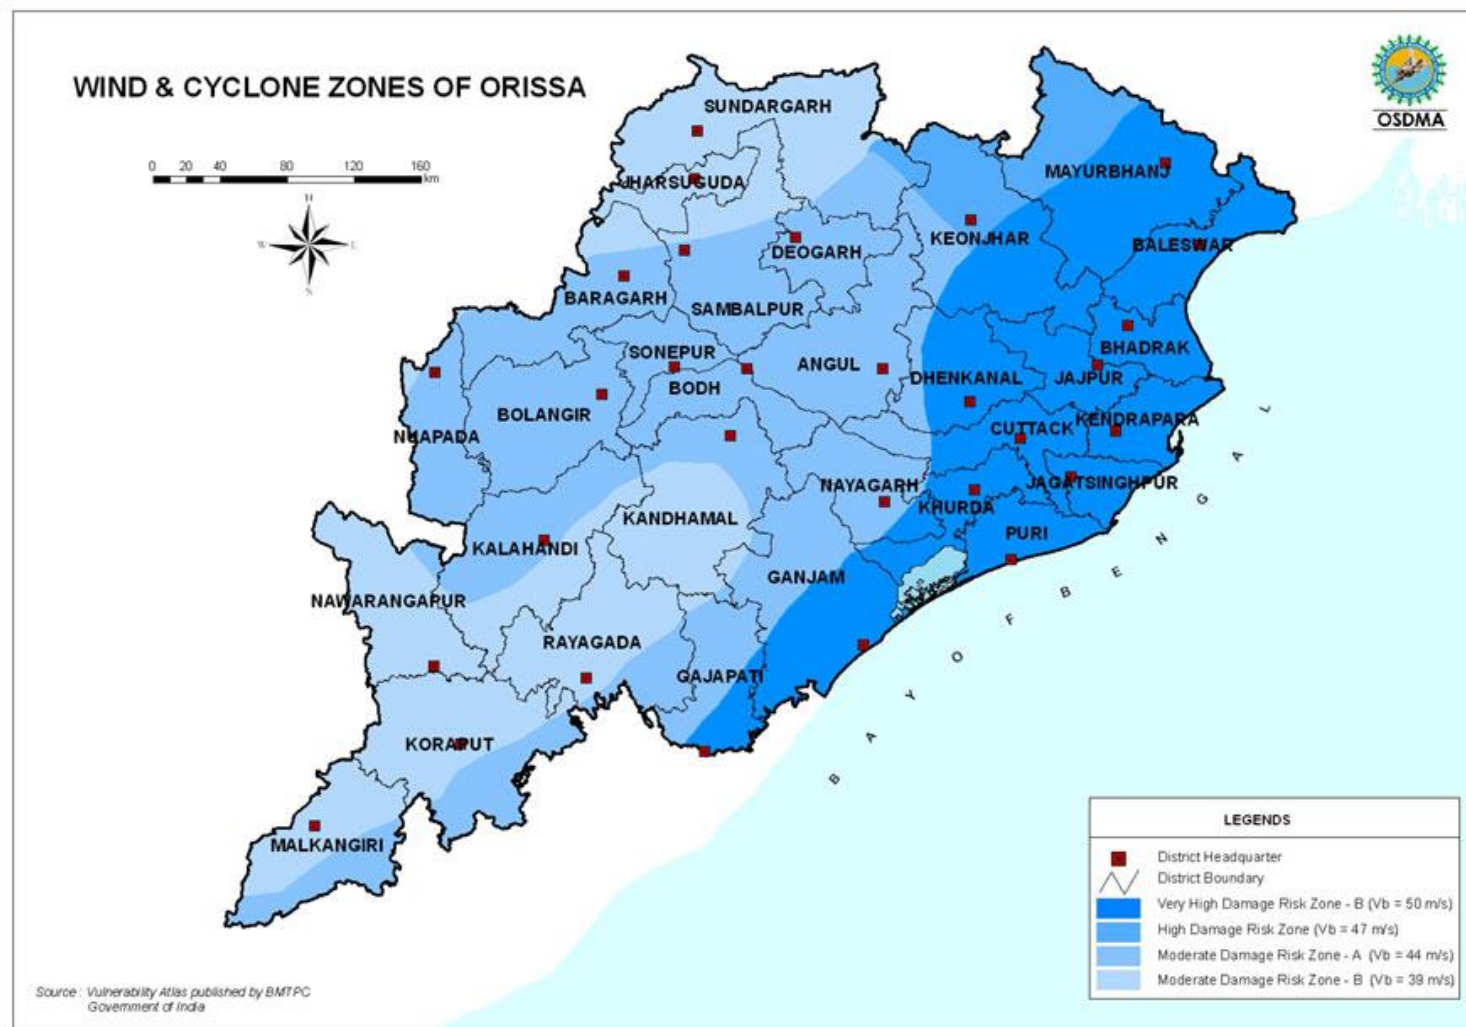 WIND & CYCLONE ZONES OF ORISSA
OSDMA
0 20 40 80 120 160
km
N
W E
S
SUNDARGARH
JHARSUGUDA
MAYURBHANJ
KEONJHAR
BALESWAR
DEOGARH
BARAGARH
SAMBALPUR
SONEPUR
BHADRAK
ANGUL
DHENKANAL
JAJPUR
BODH
BOLANGIR
KENDRAPARA
CUTTACK
NUAPADA
NAYAGARH
JAGATSINGHPUR
KHURDA
KANDHAMAL
PURI
KALAHANDI
GANJAM
NAWARANGAPUR
RAYAGADA
GAJAPATI
KORAPUT
MALKANGIRI
BAY OF BENGAL
LEGENDS
District Headquarter
District Boundary
Very High Damage Risk Zone - B (Vb = 50 m/s)
High Damage Risk Zone (Vb = 47 m/s)
Moderate Damage Risk Zone - A (Vb = 44 m/s)
Moderate Damage Risk Zone - B (Vb = 39 m/s)
Source : Vulnerability Atlas published by BMTPC
Government of India